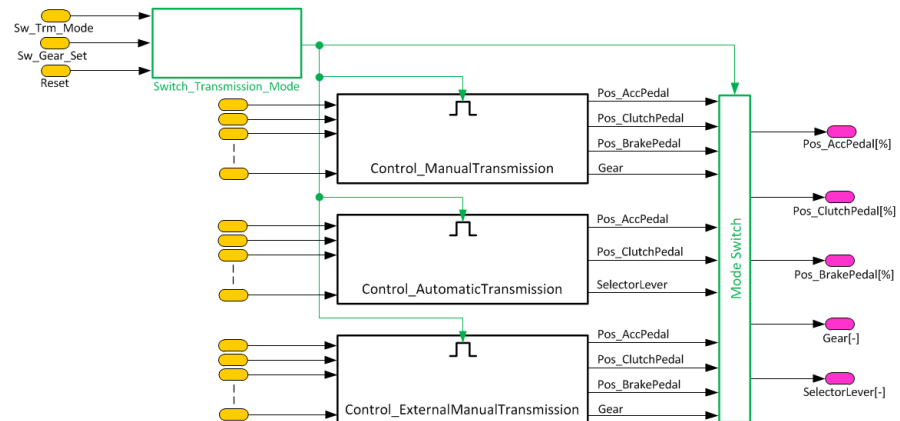 Sw_Trm_Mode
Sw_Gear_Set
Reset
Switch_Transmission_Mode
Control_ManualTransmission
Pos_AccPedal
Pos_ClutchPedal
Pos_BrakePedal
Gear
Control_AutomaticTransmission
Pos_AccPedal
Pos_ClutchPedal
SelectorLever
Control_ExternalManualTransmission
Pos_AccPedal
Pos_ClutchPedal
Pos_BrakePedal
Gear
Mode Switch
Pos_AccPedal[%]
Pos_ClutchPedal[%]
Pos_BrakePedal[%]
Gear[-]
SelectorLever[-]